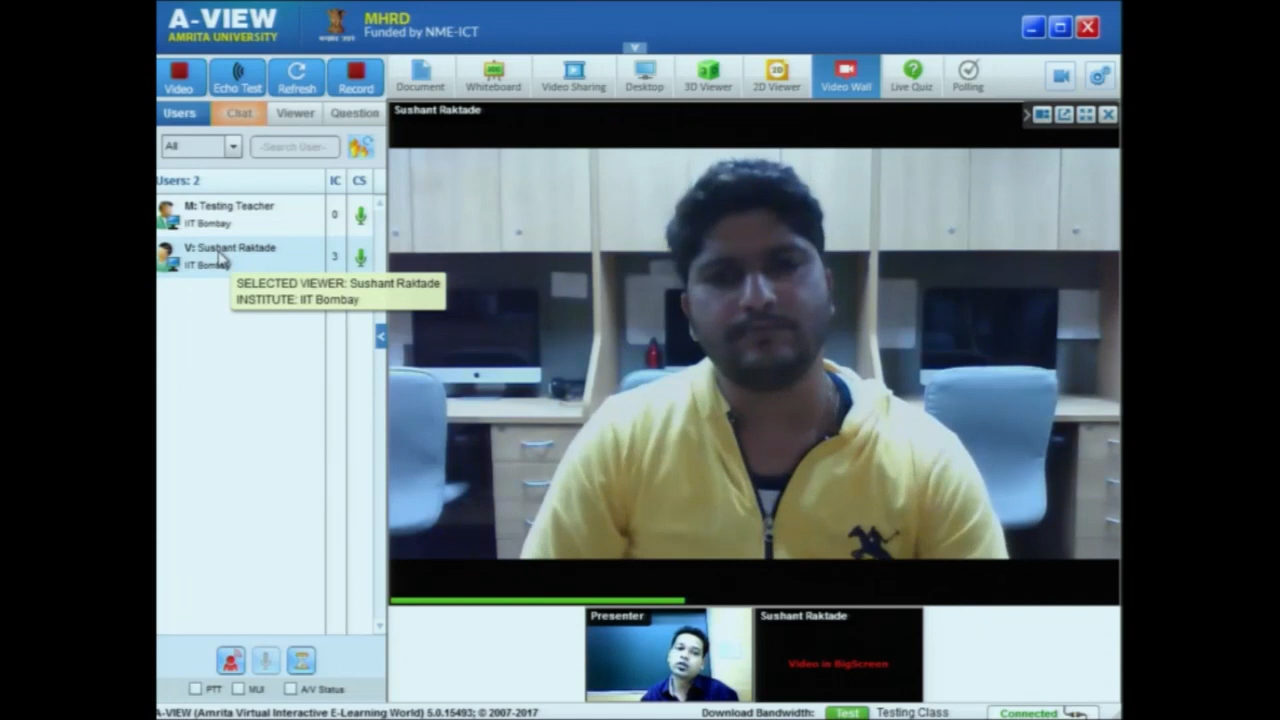 A-VIEW
AMRITA UNIVERSITY
MHRD
Funded by NME-ICT
Video
Echo Test
Refresh
Record
Document
Whiteboard
Video Sharing
Desktop
3D Viewer
2D Viewer
Video Wall
Live Quiz
Polling
Users
Chat
Viewer
Question
Sushant Raktade
All
-Search User-
Users: 2
IC
CS
M: Testing Teacher
IIT Bombay
0
V: Sushant Raktade
3
SELECTED VIEWER: Sushant Raktade
INSTITUTE: IIT Bombay
Presenter
Sushant Raktade
Video in BigScreen
PTT
MUI
A/V Status
A-VIEW (Amrita Virtual Interactive E-Learning World) 5.0.15493; © 2007-2017
Download Bandwidth:
Test
Testing Class
Connected